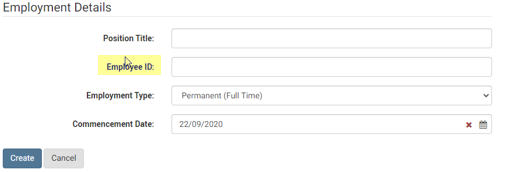 Employment Details
Position Title:
Employee ID:
Employment Type: Permanent (Full Time)
Commencement Date: 22/09/2020
Create Cancel